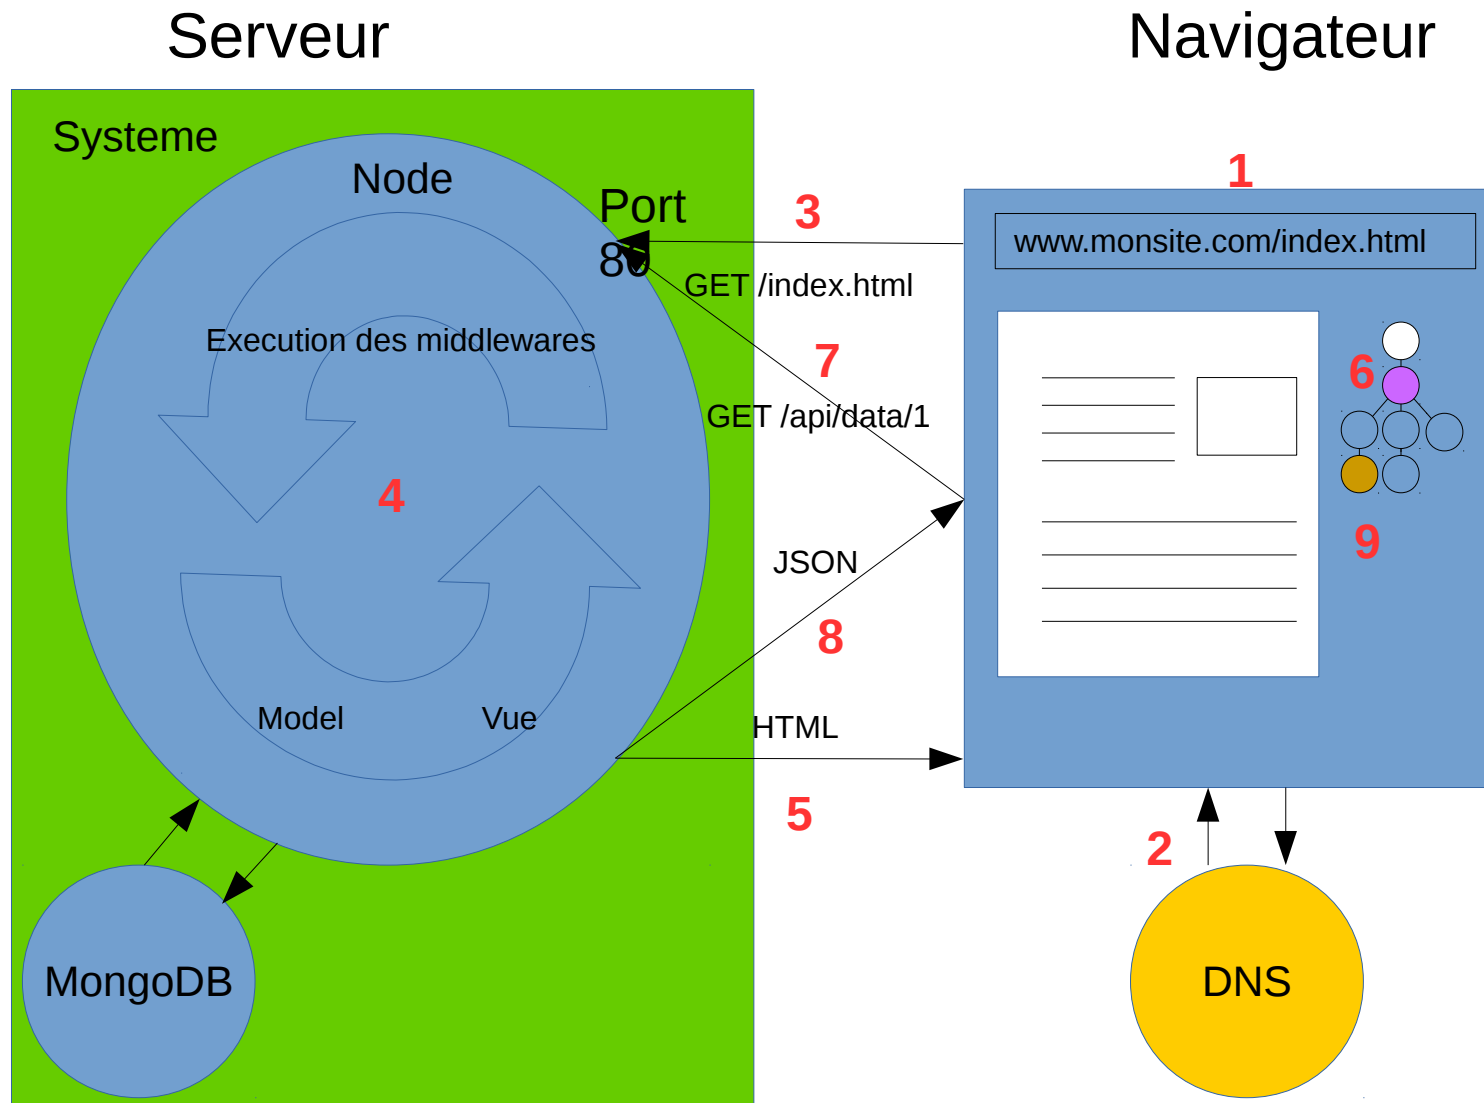 Serveur
Navigateur
Systeme
Node
Port
80
1
3
www.monsite.com/index.html
GET /index.html
Execution des middlewares
7
6
GET /api/data/1
4
9
JSON
8
Model
Vue
HTML
5
2
MongoDB
DNS